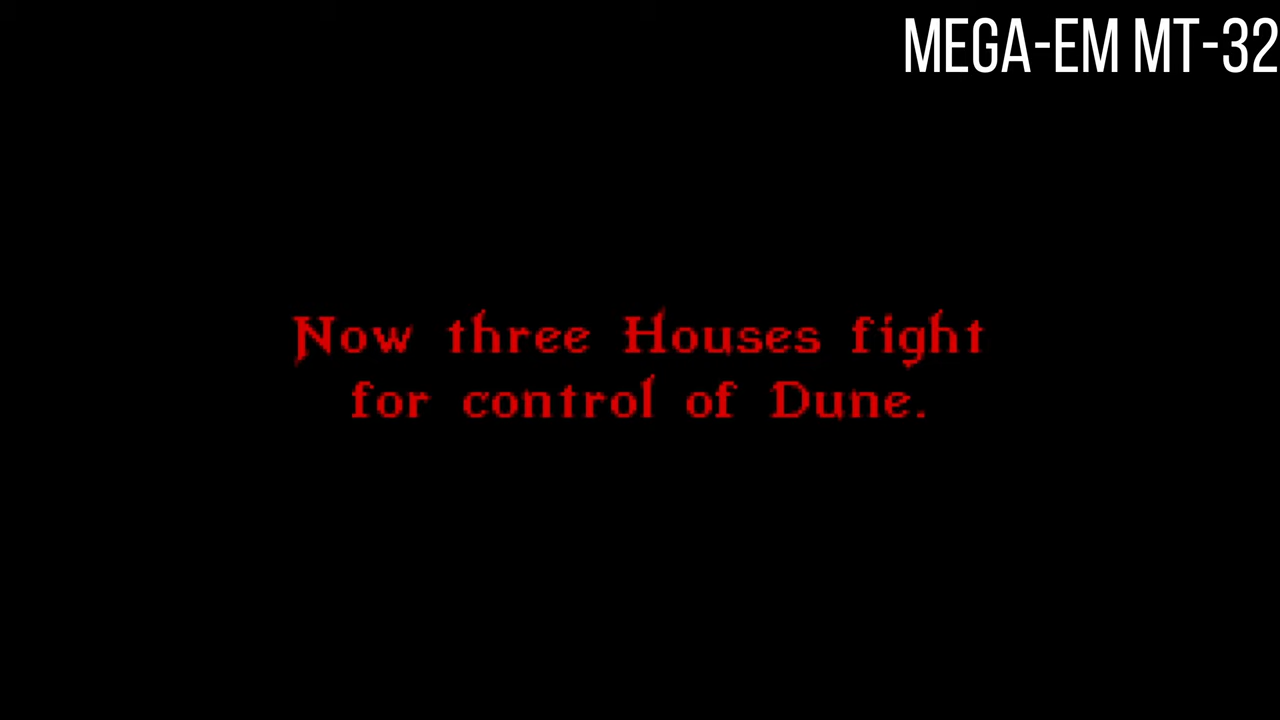 MEGA-EM MT-32
Now three Houses fight
for control of Dune.